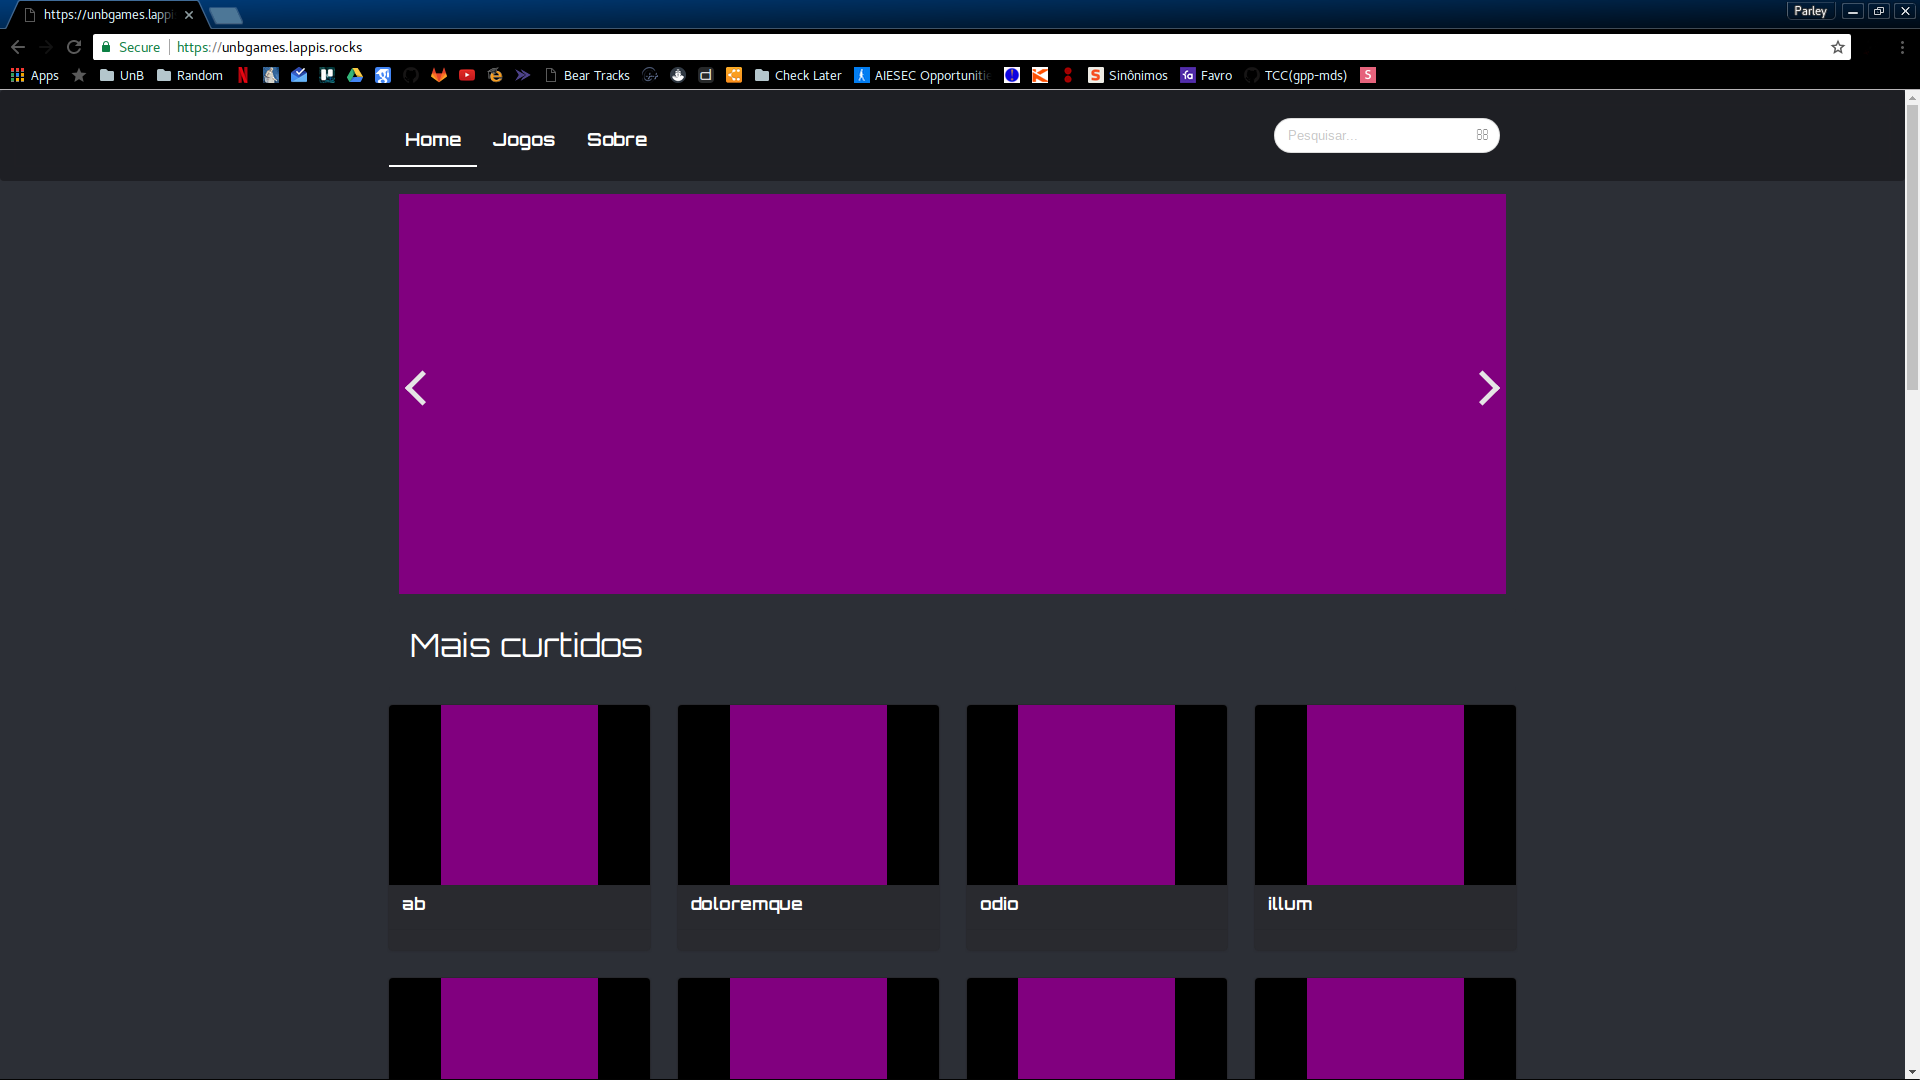 https://unbgames.lappi
Parley
Secure
https://unbgames.lappis.rocks
Apps UnB Random Bear Tracks Check Later AIESEC Opportuniti Sinônimos Favro TCC(gpp-mds)
Home Jogos Sobre
Pesquisar...
Mais curtidos
ab doloremque odio illum